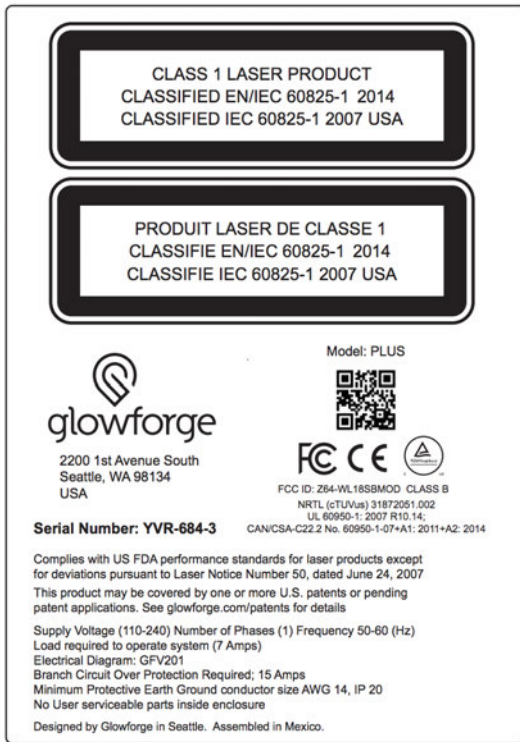 CLASS 1 LASER PRODUCT
CLASSIFIED EN/IEC 60825-1 2014
CLASSIFIED IEC 60825-1 2007 USA
PRODUIT LASER DE CLASSE 1
CLASSIFIE EN/IEC 60825-1 2014
CLASSIFIE IEC 60825-1 2007 USA
Model: PLUS
glowforge
2200 1st Avenue South
Seattle, WA 98134
USA
FC CE
FCC ID: Z64-WL18SBMOD CLASS B
NRTL (cTUVus) 31872051.002
UL 60950-1: 2007 R10.14;
CAN/CSA-C22.2 No. 60950-1-07+A1: 2011+A2: 2014
Serial Number: YVR-684-3
Complies with US FDA performance standards for laser products except
for deviations pursuant to Laser Notice Number 50, dated June 24, 2007
This product may be covered by one or more U.S. patents or pending
patent applications. See glowforge.com/patents for details
Supply Voltage (110-240) Number of Phases (1) Frequency 50-60 (Hz)
Load required to operate system (7 Amps)
Electrical Diagram: GFV201
Branch Circuit Over Protection Required; 15 Amps
Minimum Protective Earth Ground conductor size AWG 14, IP 20
No User serviceable parts inside enclosure
Designed by Glowforge in Seattle. Assembled in Mexico.